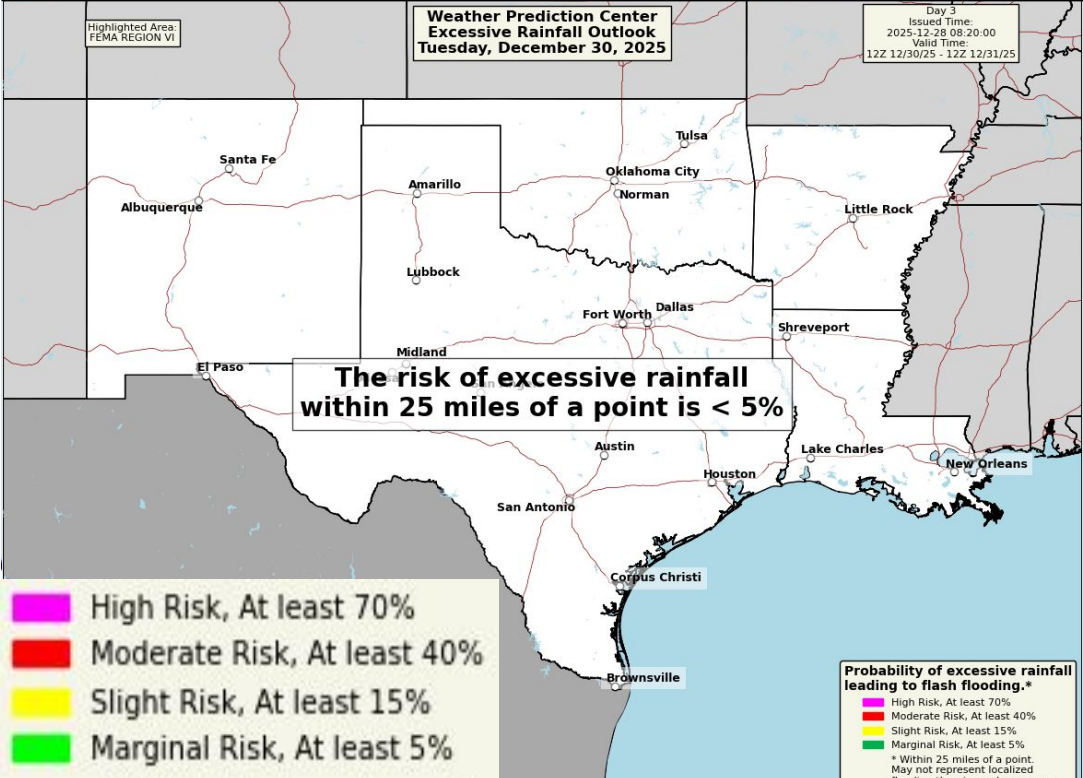 Highlighted Area:
FEMA REGION VI
Weather Prediction Center
Excessive Rainfall Outlook
Tuesday, December 30, 2025
Day 3
Issued Time:
2025-12-28 08:20:00
Valid Time:
12Z 12/30/25 - 12Z 12/31/25
Tulsa
Santa Fe
Oklahoma City
Amarillo
Norman
Albuquerque
Little Rock
Lubbock
Dallas
Fort Worth
Shreveport
Midland
El Paso
The risk of excessive rainfall
within 25 miles of a point is < 5%
Austin
Lake Charles
New Orleans
Houston
San Antonio
Corpus Christi
Brownsville
High Risk, At least 70%
Moderate Risk, At least 40%
Slight Risk, At least 15%
Marginal Risk, At least 5%
Probability of excessive rainfall
leading to flash flooding.*
High Risk, At least 70%
Moderate Risk, At least 40%
Slight Risk, At least 15%
Marginal Risk, At least 5%
* Within 25 miles of a point.
May not represent localized